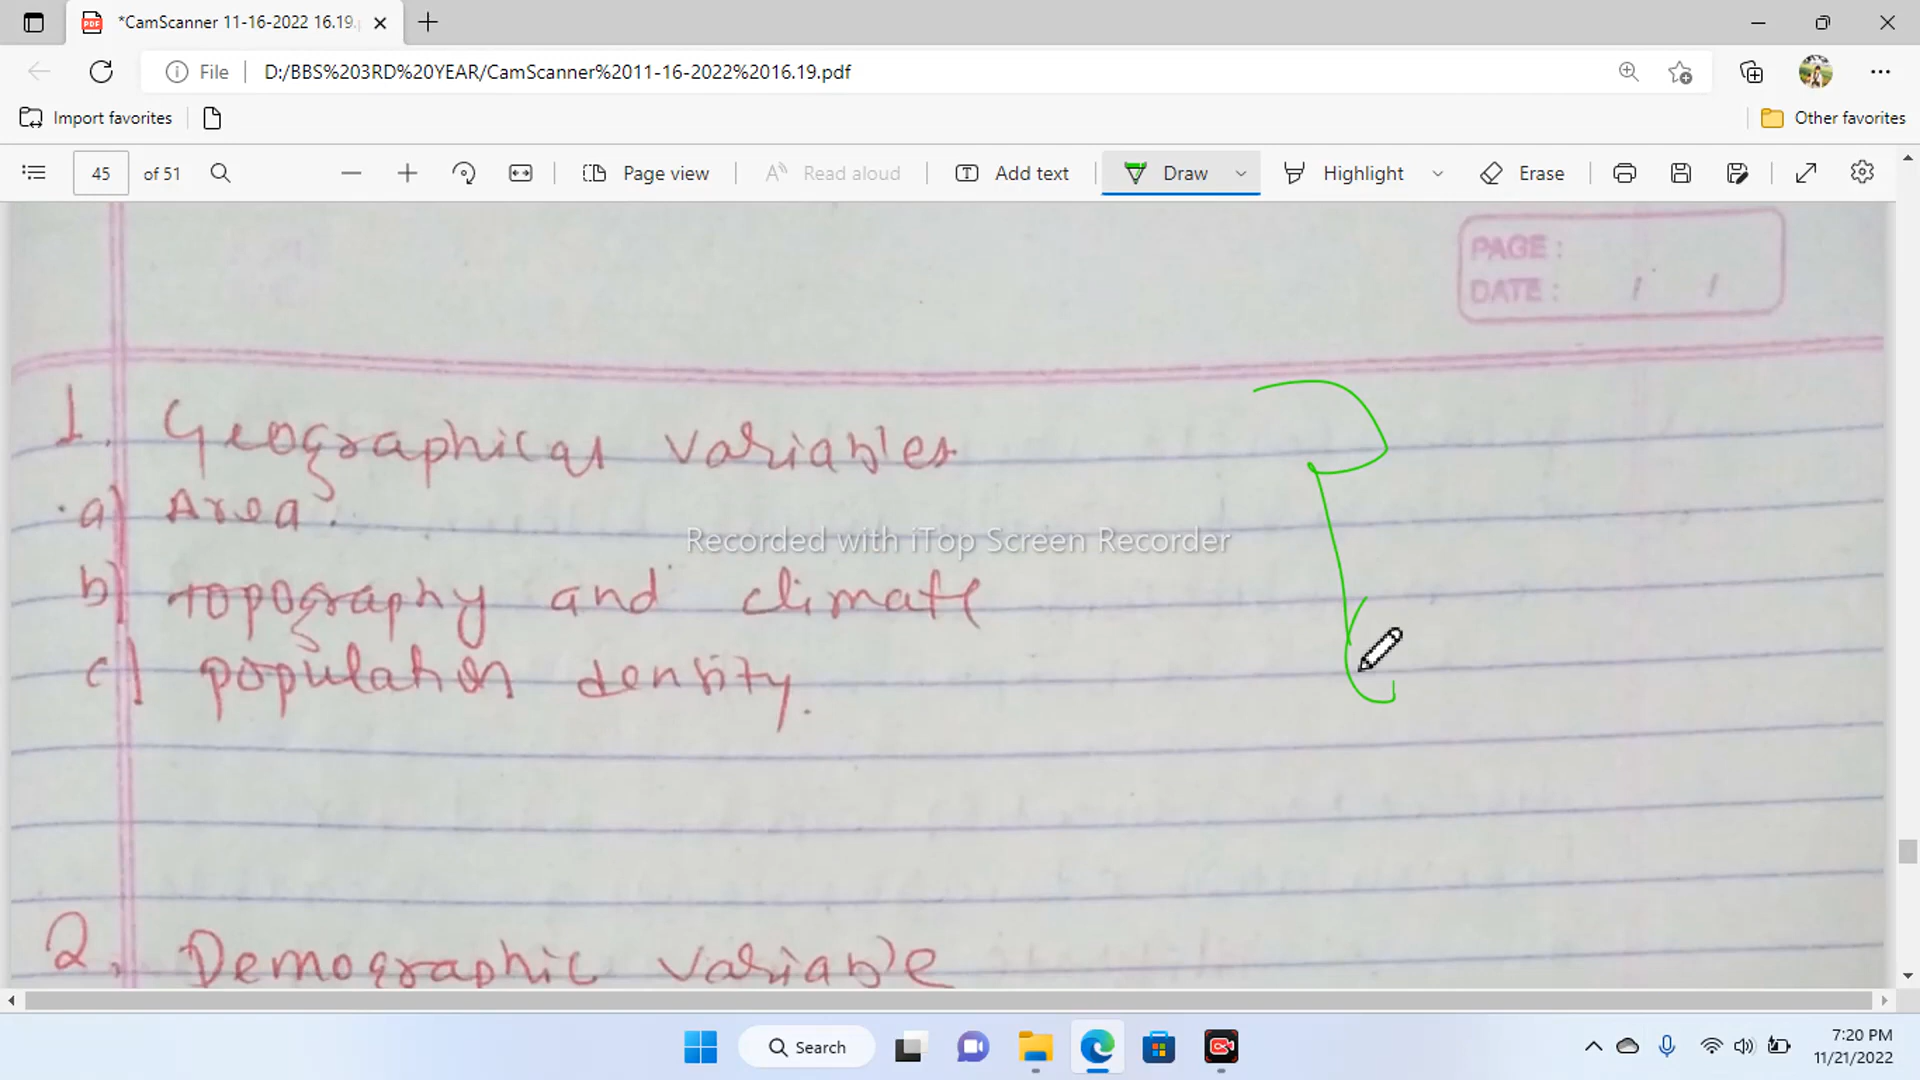 *CamScanner 11-16-2022 16.19.
File D:/BBS%203RD%20YEAR/CamScanner%2011-16-2022%2016.19.pdf
Import favorites Other favorites
45 of 51 Page view Read aloud Add text Draw Highlight Erase
PAGE :
DATE : / /
1. Geographical variables
a) Area.
b) Topography and climate
c) population density.
Recorded with iTop Screen Recorder
2. Demographic variable
Search
7:20 PM
11/21/2022